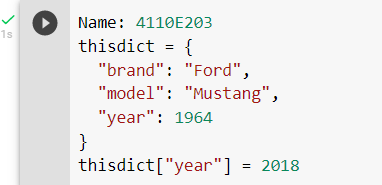 1s
Name: 4110E203
thisdict = {
  "brand": "Ford",
  "model": "Mustang",
  "year": 1964
}
thisdict["year"] = 2018